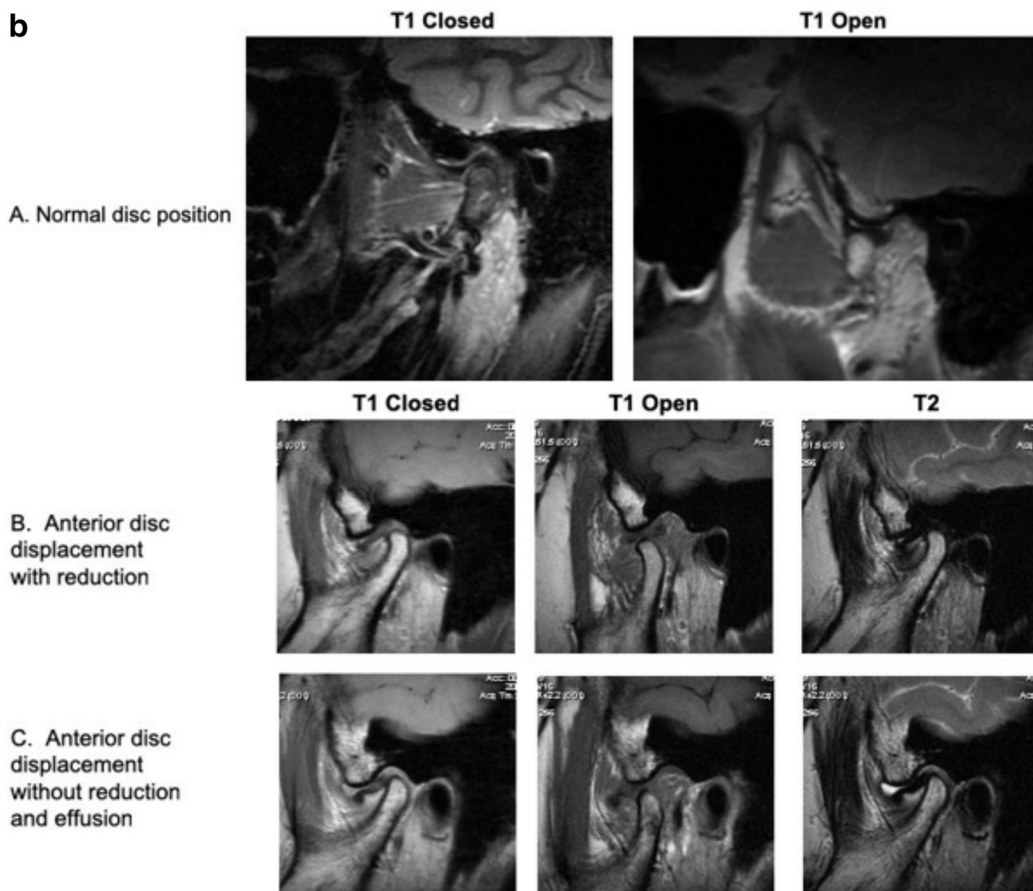 b
T1 Closed
T1 Open
A. Normal disc position
T1 Closed
T1 Open
T2
B. Anterior disc
displacement
with reduction
C. Anterior disc
displacement
without reduction
and effusion